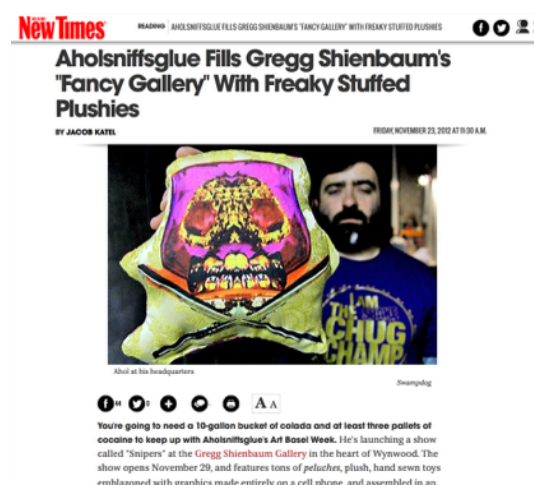 New Times
READING AHOLSNIFFSGLUE FILLS GREGG SHIENBAUM'S "FANCY GALLERY" WITH FREAKY STUFFED PLUSHIES
Aholsniffsglue Fills Gregg Shienbaum's
"Fancy Gallery" With Freaky Stuffed
Plushies
BY JACOB KATEL
FRIDAY, NOVEMBER 23, 2012 AT 11:30 A.M.
I AM
THE
CHUG
CHAMP
Ahol at his headquarters
Swampdog
44
0
A A
You're going to need a 10-gallon bucket of colada and at least three pallets of
cocaine to keep up with Aholsniffsglue's Art Basel Week. He's launching a show
called "Snipers" at the Gregg Shienbaum Gallery in the heart of Wynwood. The
show opens November 29, and features tons of peluches, plush, hand sewn toys
emblazoned with graphics made entirely on a cell phone, and assembled in an